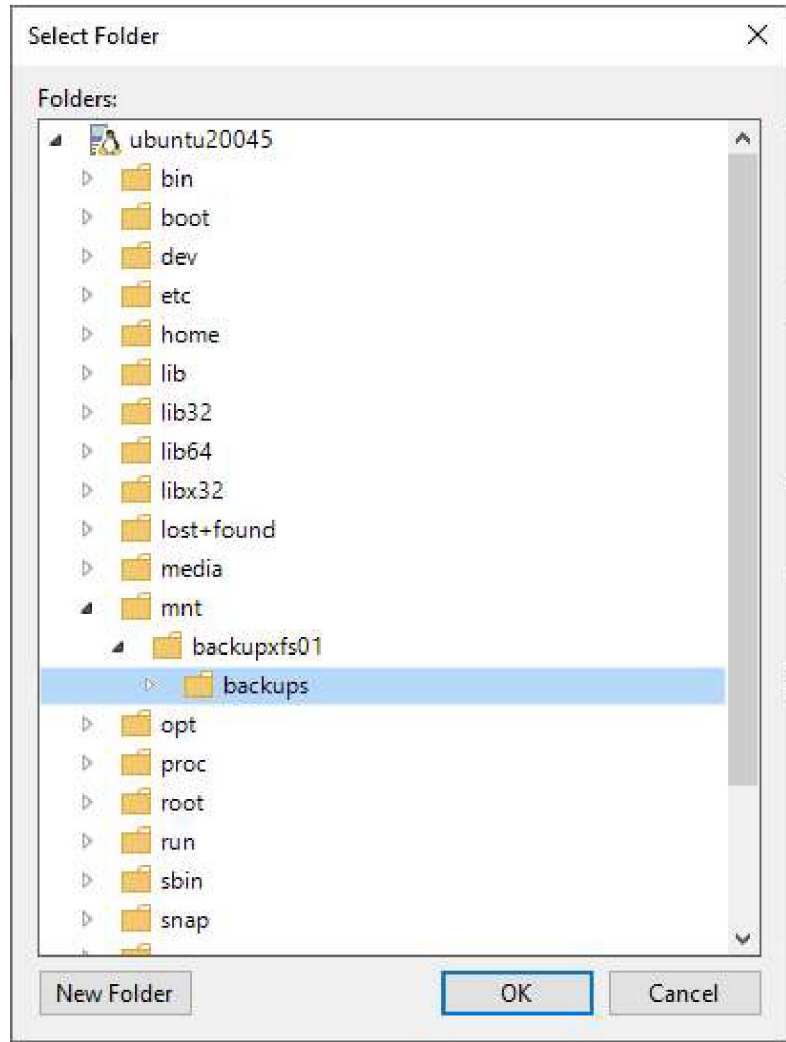 Select Folder
Folders:
ubuntu20045
bin
boot
dev
etc
home
lib
lib32
lib64
libx32
lost+found
media
mnt
backupxfs01
backups
opt
proc
root
run
sbin
snap
New Folder OK Cancel